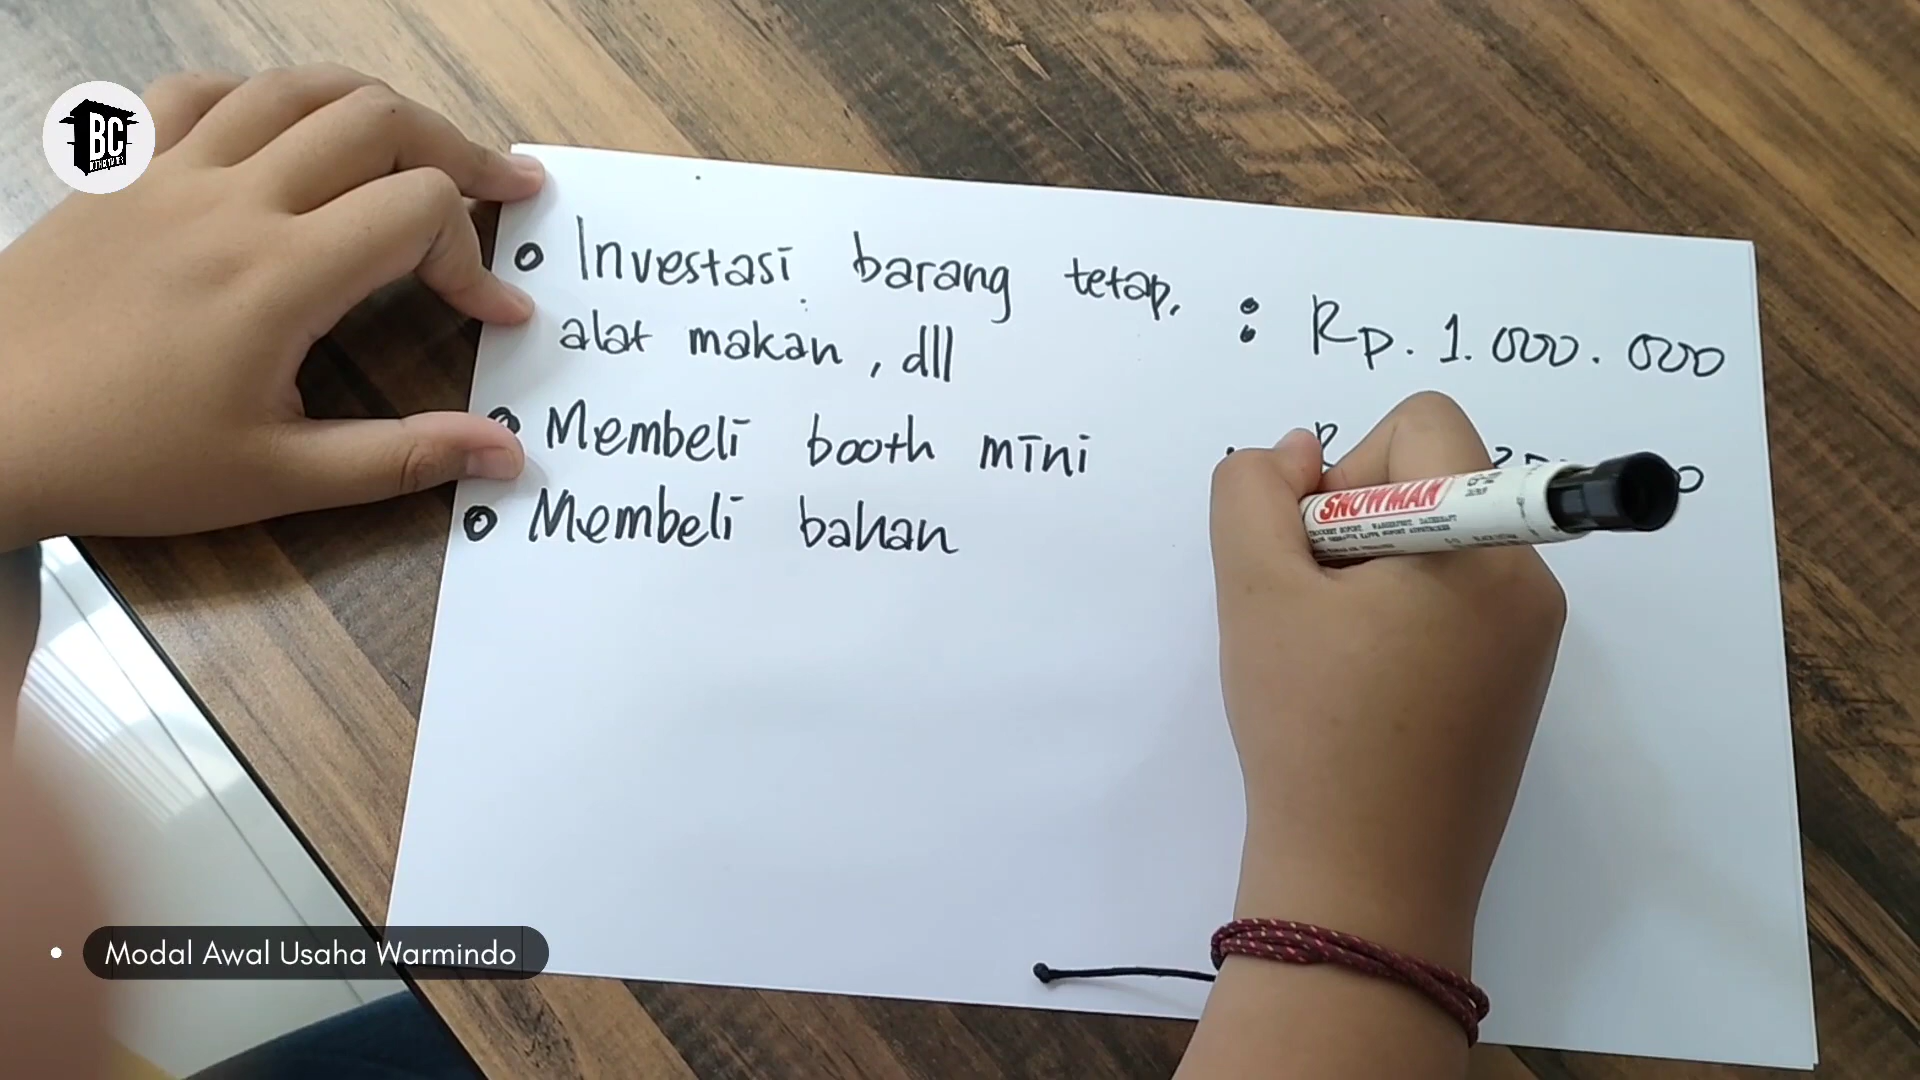 BC
Investasi barang tetap, : Rp. 1.000.000
alat makan, dll
Membeli booth mini
Membeli bahan
SNOWMAN
Modal Awal Usaha Warmindo